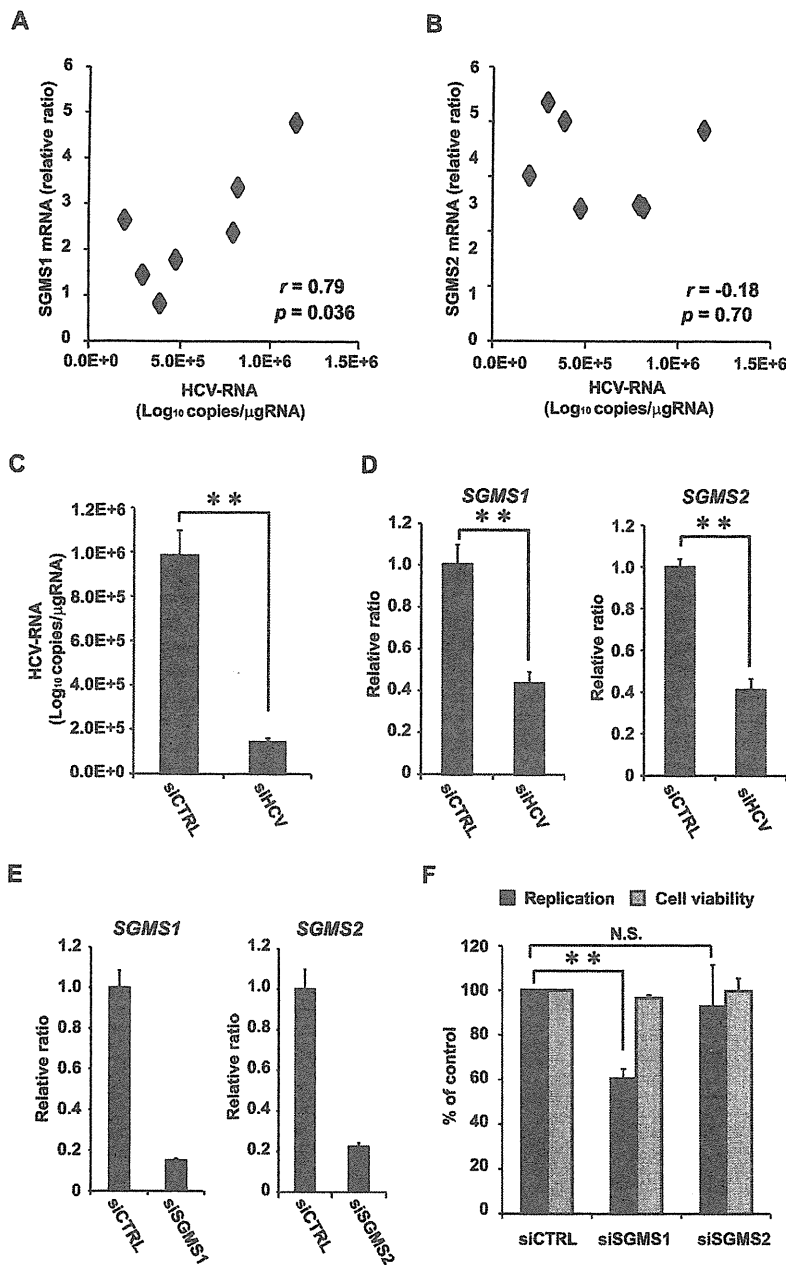 A
SGMS1 mRNA (relative ratio)
6
5
4
3
2
1
0
0.0E+0 5.0E+5 1.0E+6 1.5E+6
r = 0.79
p = 0.036
HCV-RNA
(Log₁₀ copies/µgRNA)
B
SGMS2 mRNA (relative ratio)
6
5
4
3
2
1
0
0.0E+0 5.0E+5 1.0E+6 1.5E+6
r = -0.18
p = 0.70
HCV-RNA
(Log₁₀ copies/µgRNA)
C
HCV-RNA
(Log₁₀ copies/µgRNA)
1.2E+6
1.0E+6
8.0E+5
6.0E+5
4.0E+5
2.0E+5
0.0E+0
**
siCTRL siHCV
D
SGMS1
Relative ratio
1.2
1.0
0.8
0.6
0.4
0.2
0
**
siCTRL siHCV
SGMS2
Relative ratio
1.2
1.0
0.8
0.6
0.4
0.2
0
**
siCTRL siHCV
E
SGMS1
Relative ratio
1.2
1.0
0.8
0.6
0.4
0.2
0
siCTRL siSGMS1
SGMS2
Relative ratio
1.2
1.0
0.8
0.6
0.4
0.2
0
siCTRL siSGMS2
F
Replication Cell viability
% of control
120
100
80
60
40
20
0
N.S.
**
siCTRL siSGMS1 siSGMS2